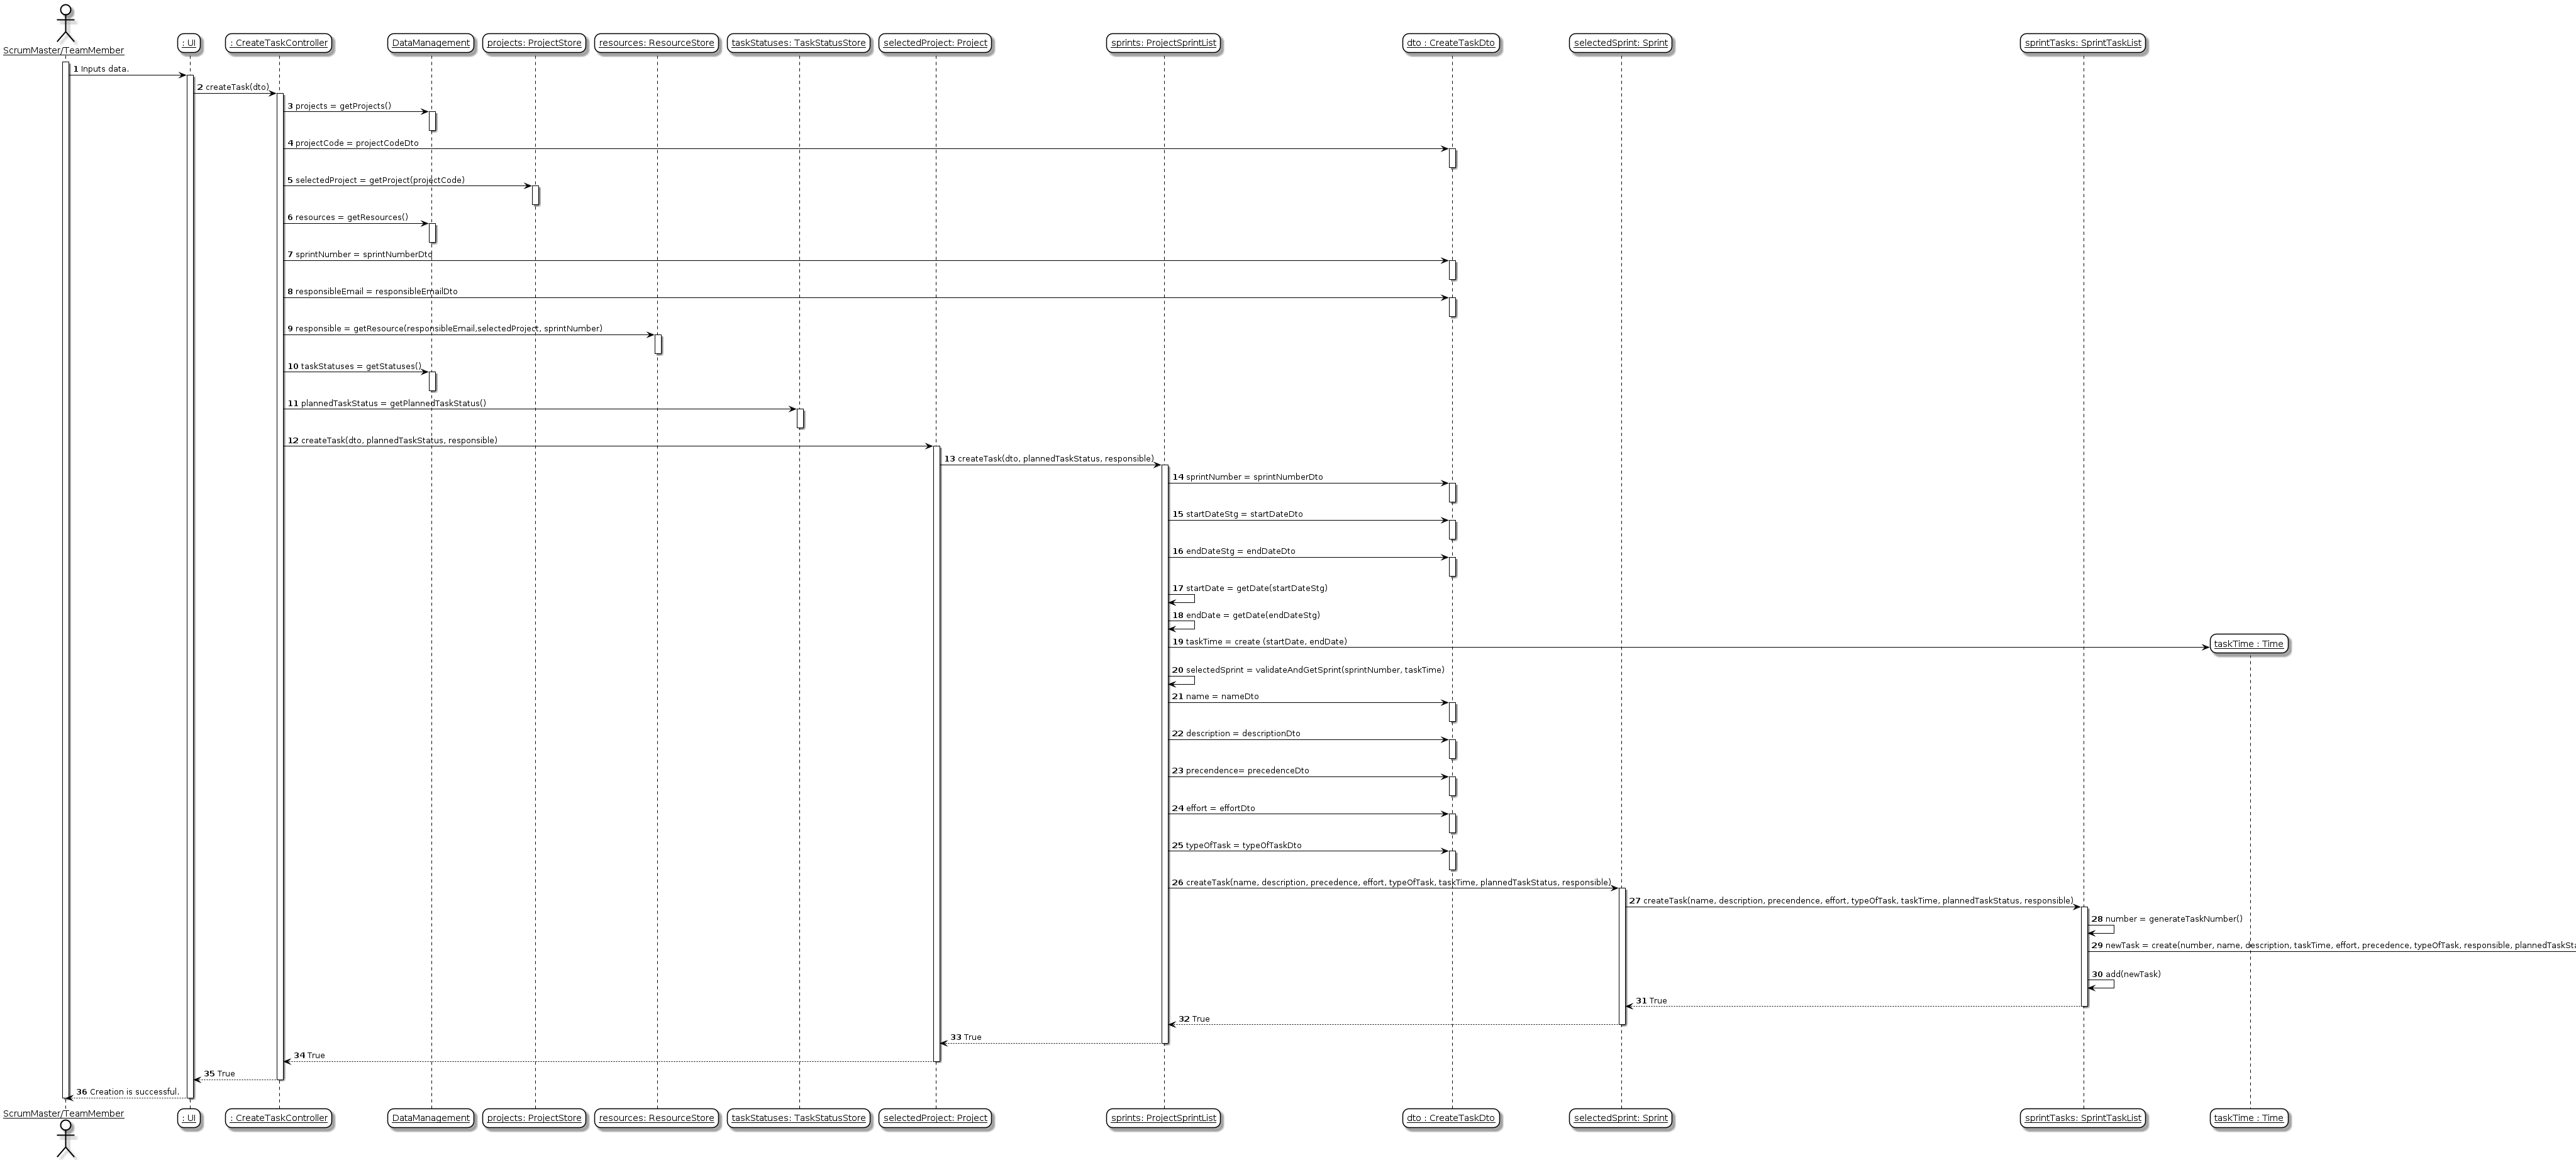 ScrumMaster/TeamMember
: UI
: CreateTaskController
DataManagement
projects: ProjectStore
resources: ResourceStore
taskStatuses: TaskStatusStore
selectedProject: Project
sprints: ProjectSprintList
dto : CreateTaskDto
selectedSprint: Sprint
sprintTasks: SprintTaskList
1 Inputs data.
2 createTask(dto)
3 projects = getProjects()
4 projectCode = projectCodeDto
5 selectedProject = getProject(projectCode)
6 resources = getResources()
7 sprintNumber = sprintNumberDto
8 responsibleEmail = responsibleEmailDto
9 responsible = getResource(responsibleEmail,selectedProject, sprintNumber)
10 taskStatuses = getStatuses()
11 plannedTaskStatus = getPlannedTaskStatus()
12 createTask(dto, plannedTaskStatus, responsible)
13 createTask(dto, plannedTaskStatus, responsible)
14 sprintNumber = sprintNumberDto
15 startDateStg = startDateDto
16 endDateStg = endDateDto
17 startDate = getDate(startDateStg)
18 endDate = getDate(endDateStg)
19 taskTime = create (startDate, endDate)
taskTime : Time
20 selectedSprint = validateAndGetSprint(sprintNumber, taskTime)
21 name = nameDto
22 description = descriptionDto
23 precendence= precedenceDto
24 effort = effortDto
25 typeOfTask = typeOfTaskDto
26 createTask(name, description, precedence, effort, typeOfTask, taskTime, plannedTaskStatus, responsible)
27 createTask(name, description, precendence, effort, typeOfTask, taskTime, plannedTaskStatus, responsible)
28 number = generateTaskNumber()
29 newTask = create(number, name, description, taskTime, effort, precedence, typeOfTask, responsible, plannedTaskSta
30 add(newTask)
31 True
32 True
33 True
34 True
35 True
36 Creation is successful.
ScrumMaster/TeamMember
: UI
: CreateTaskController
DataManagement
projects: ProjectStore
resources: ResourceStore
taskStatuses: TaskStatusStore
selectedProject: Project
sprints: ProjectSprintList
dto : CreateTaskDto
selectedSprint: Sprint
sprintTasks: SprintTaskList
taskTime : Time